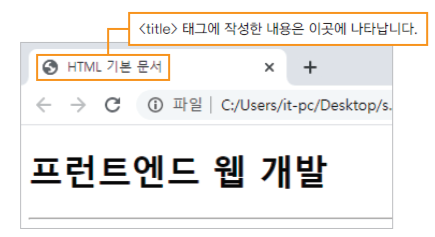 <title> 태그에 작성한 내용은 이곳에 나타납니다.
HTML 기본 문서
파일 | C:/Users/it-pc/Desktop/s.
프런트엔드 웹 개발